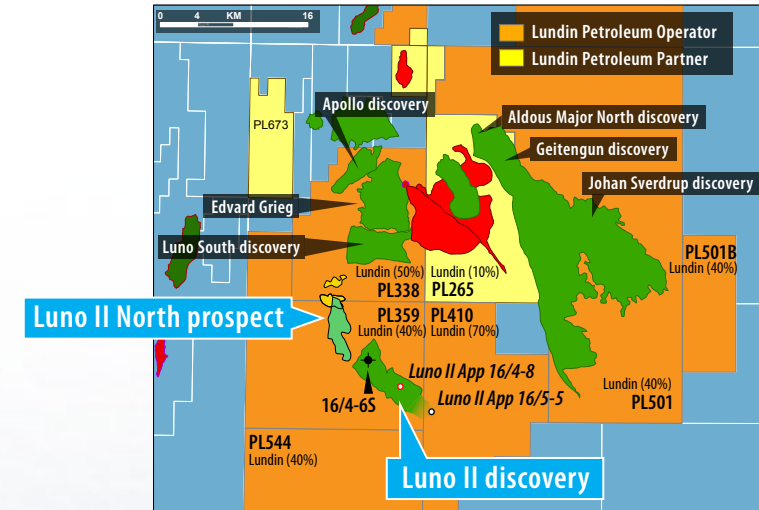 0 4 KM 16
Lundin Petroleum Operator
Lundin Petroleum Partner
Apollo discovery
PL673
Aldous Major North discovery
Geitengun discovery
Johan Sverdrup discovery
Edvard Grieg
Luno South discovery
PL501B
Lundin (40%)
Lundin (50%)
PL338
Lundin (10%)
PL265
Luno II North prospect
PL359
Lundin (40%)
PL410
Lundin (70%)
Luno II App 16/4-8
Luno II App 16/5-5
16/4-6S
Lundin (40%)
PL501
PL544
Lundin (40%)
Luno II discovery